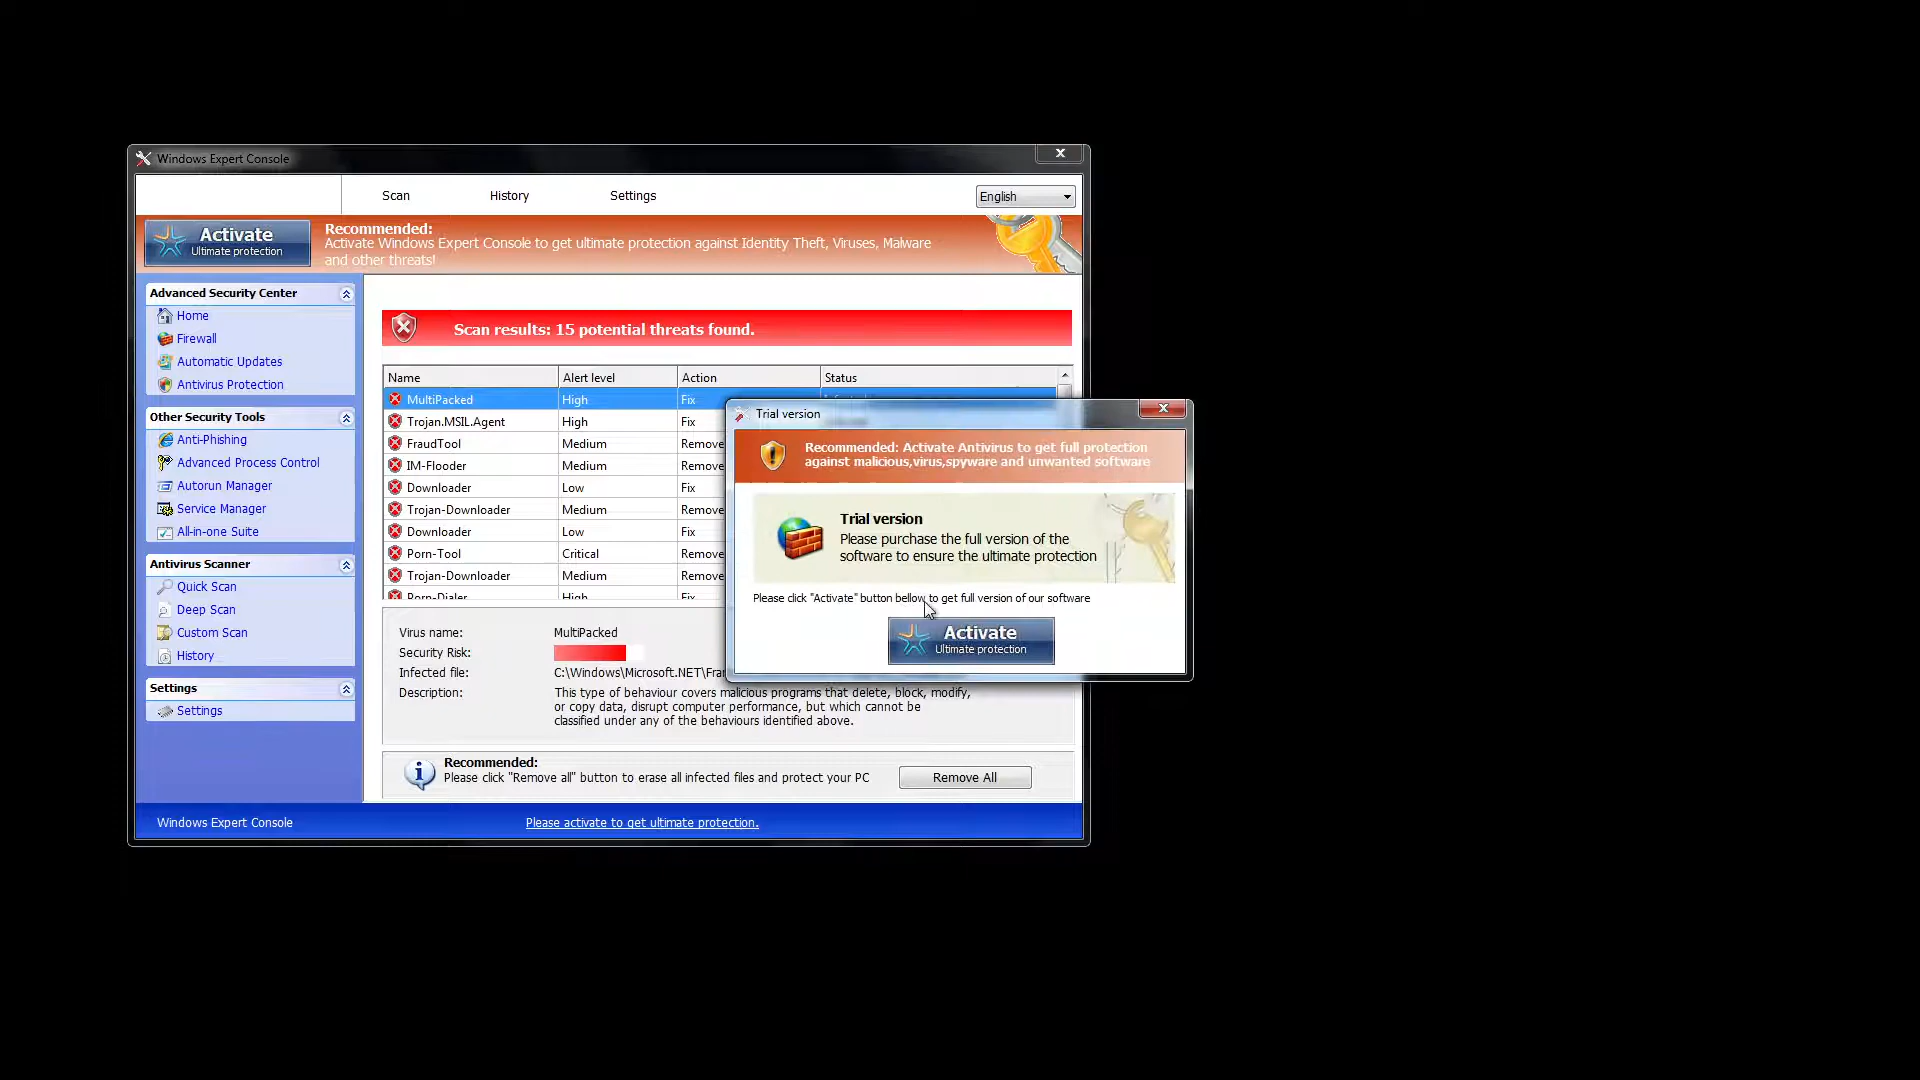 Windows Expert Console
Scan
History
Settings
English
Activate
Ultimate protection
Recommended:
Activate Windows Expert Console to get ultimate protection against Identity Theft, Viruses, Malware
and other threats!
Advanced Security Center
Home
Firewall
Automatic Updates
Antivirus Protection
Other Security Tools
Anti-Phishing
Advanced Process Control
Autorun Manager
Service Manager
All-in-one Suite
Antivirus Scanner
Quick Scan
Deep Scan
Custom Scan
History
Settings
Settings
Scan results: 15 potential threats found.
Name Alert level Action Status
MultiPacked High Fix
Trojan.MSIL.Agent High Fix
FraudTool Medium Remove
IM-Flooder Medium Remove
Downloader Low Fix
Trojan-Downloader Medium Remove
Downloader Low Fix
Porn-Tool Critical Remove
Trojan-Downloader Medium Remove
Porn-Dialer High Fix
Virus name: MultiPacked
Security Risk:
Infected file: C:\Windows\Microsoft.NET\Fra
Description: This type of behaviour covers malicious programs that delete, block, modify,
or copy data, disrupt computer performance, but which cannot be
classified under any of the behaviours identified above.
Recommended:
Please click "Remove all" button to erase all infected files and protect your PC
Remove All
Windows Expert Console
Please activate to get ultimate protection.
Trial version
Recommended: Activate Antivirus to get full protection
against malicious,virus,spyware and unwanted software
Trial version
Please purchase the full version of the
software to ensure the ultimate protection
Please click "Activate" button bellow to get full version of our software
Activate
Ultimate protection